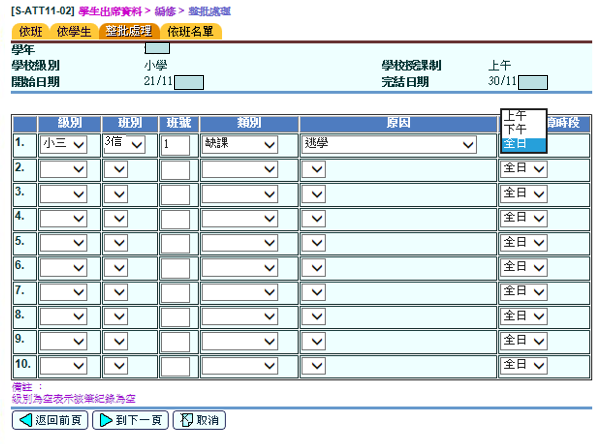 [S-ATT11-02] 學生出席資料 > 編修 > 整批處理
依班 依學生 整批處理 依班名單
學年
學校級別 小學 學校授課制 上午
開始日期 21/11 完結日期 30/11
級別 班別 班號 類別 原因 時段
上午
下午
全日
1. 小三 3信 1 缺課 逃學
2. 全日
3. 全日
4. 全日
5. 全日
6. 全日
7. 全日
8. 全日
9. 全日
10. 全日
備註 :
級別為空表示該筆紀錄為空
返回前頁 到下一頁 取消